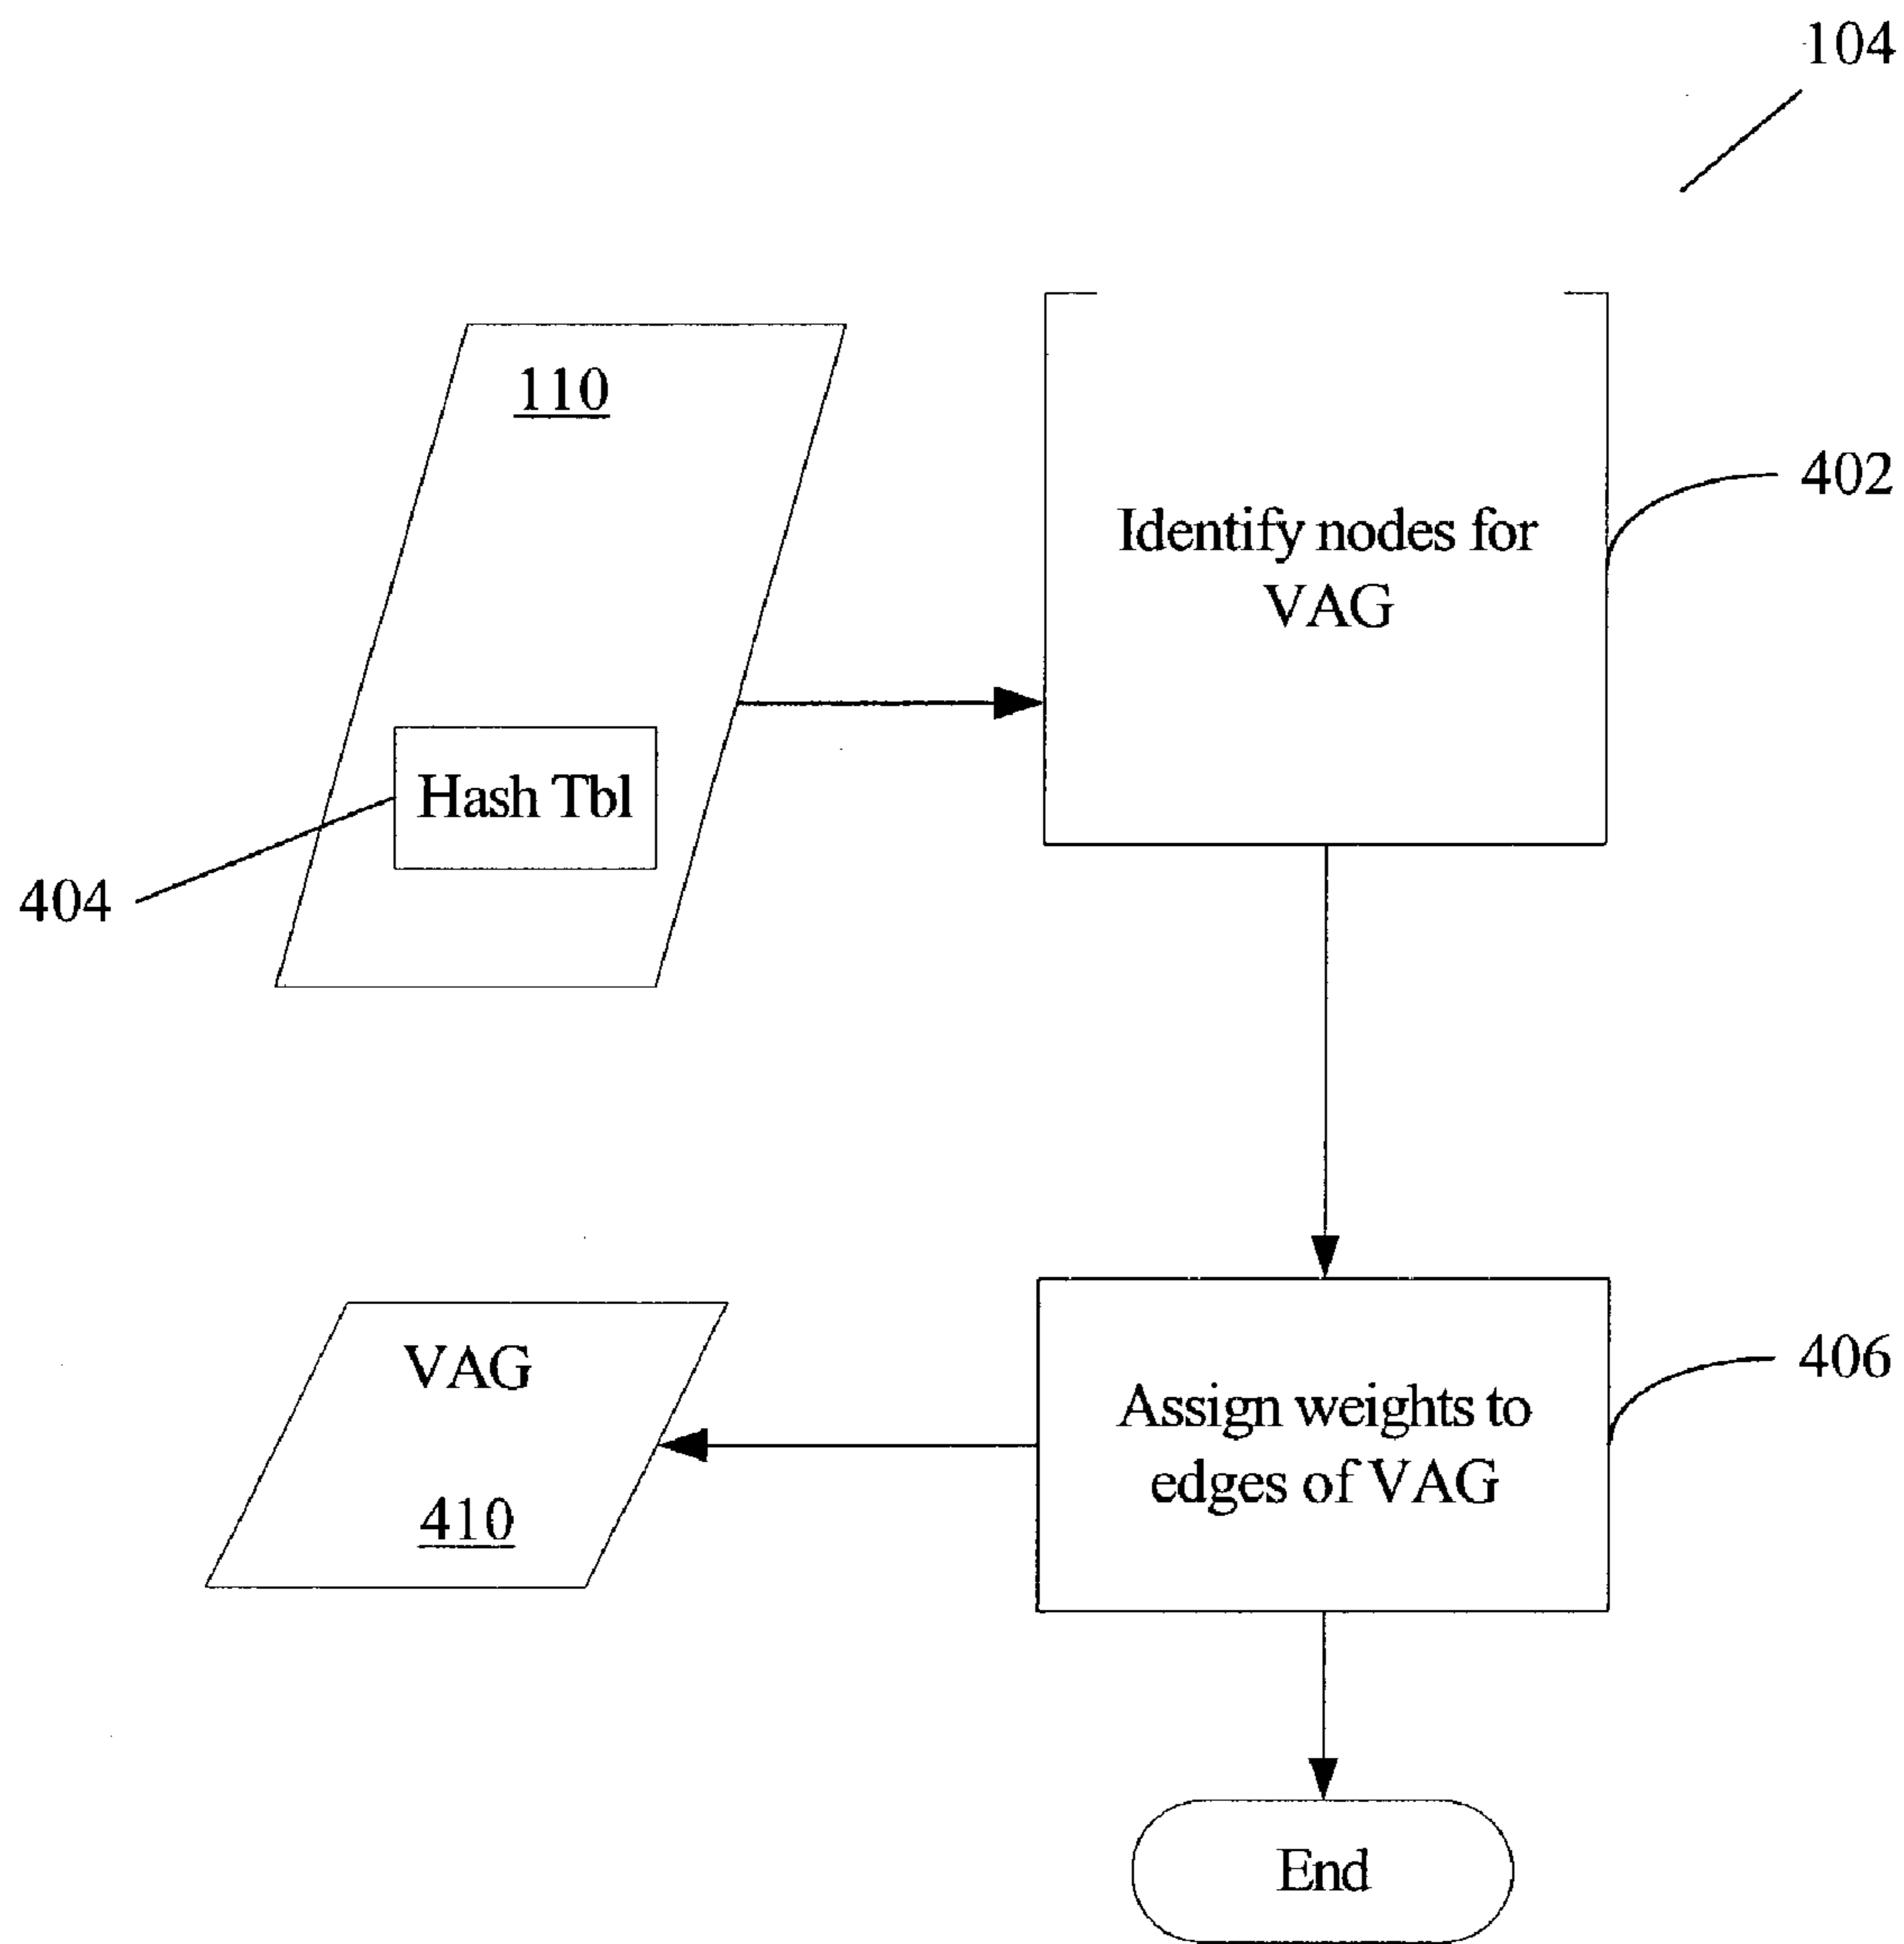 104
110
402
Identify nodes for
VAG
Hash Tbl
404
VAG
410
406
Assign weights to
edges of VAG
End